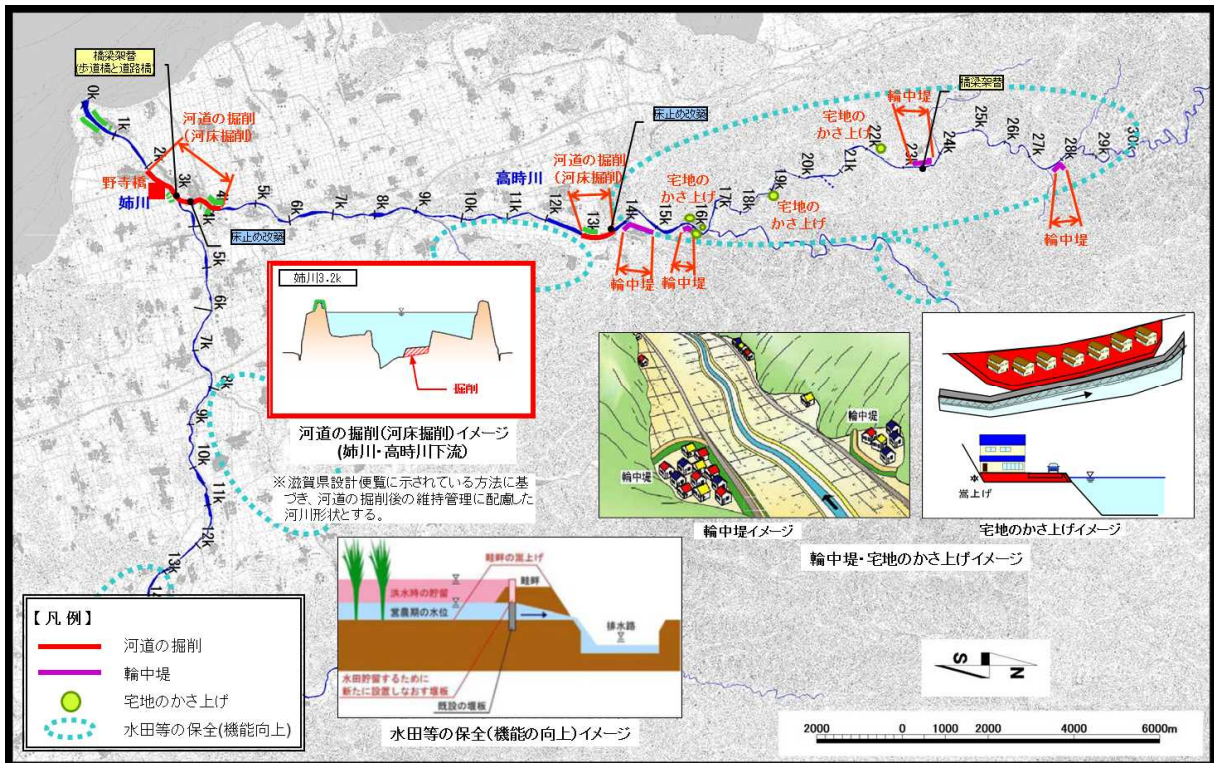 橋梁架替
(歩道橋と道路橋)
0k
1k
2k
3k
4k
河道の掘削
(河床掘削)
野寺橋
姉川
床止め改築
4k
5k
6k
7k
8k
9k
10k
11k
12k
13k
5k
6k
7k
8k
9k
10k
11k
12k
13k
14k
15k
16k
17k
18k
19k
20k
21k
22k
23k
24k
25k
26k
27k
28k
29k
30k
高時川
河道の掘削
(河床掘削)
床止め改築
輪中堤
輪中堤
宅地の
かさ上げ
宅地の
かさ上げ
宅地の
かさ上げ
輪中堤
橋梁架替
輪中堤
姉川3.2k
掘削
河道の掘削(河床掘削)イメージ
(姉川・高時川下流)
※滋賀県設計便覧に示されている方法に基
づき、河道の掘削後の維持管理に配慮した
河川形状とする。
輪中堤
輪中堤
輪中堤イメージ
嵩上げ
宅地のかさ上げイメージ
輪中堤・宅地のかさ上げイメージ
畦畔の嵩上げ
畦畔
洪水時の貯留
営農期の水位
排水路
水田貯留するために
新たに設置しなおす堰板
既設の堰板
水田等の保全(機能の向上)イメージ
【凡例】
河道の掘削
輪中堤
宅地のかさ上げ
水田等の保全(機能向上)
S
N
2000
0
1000
2000
4000
6000m